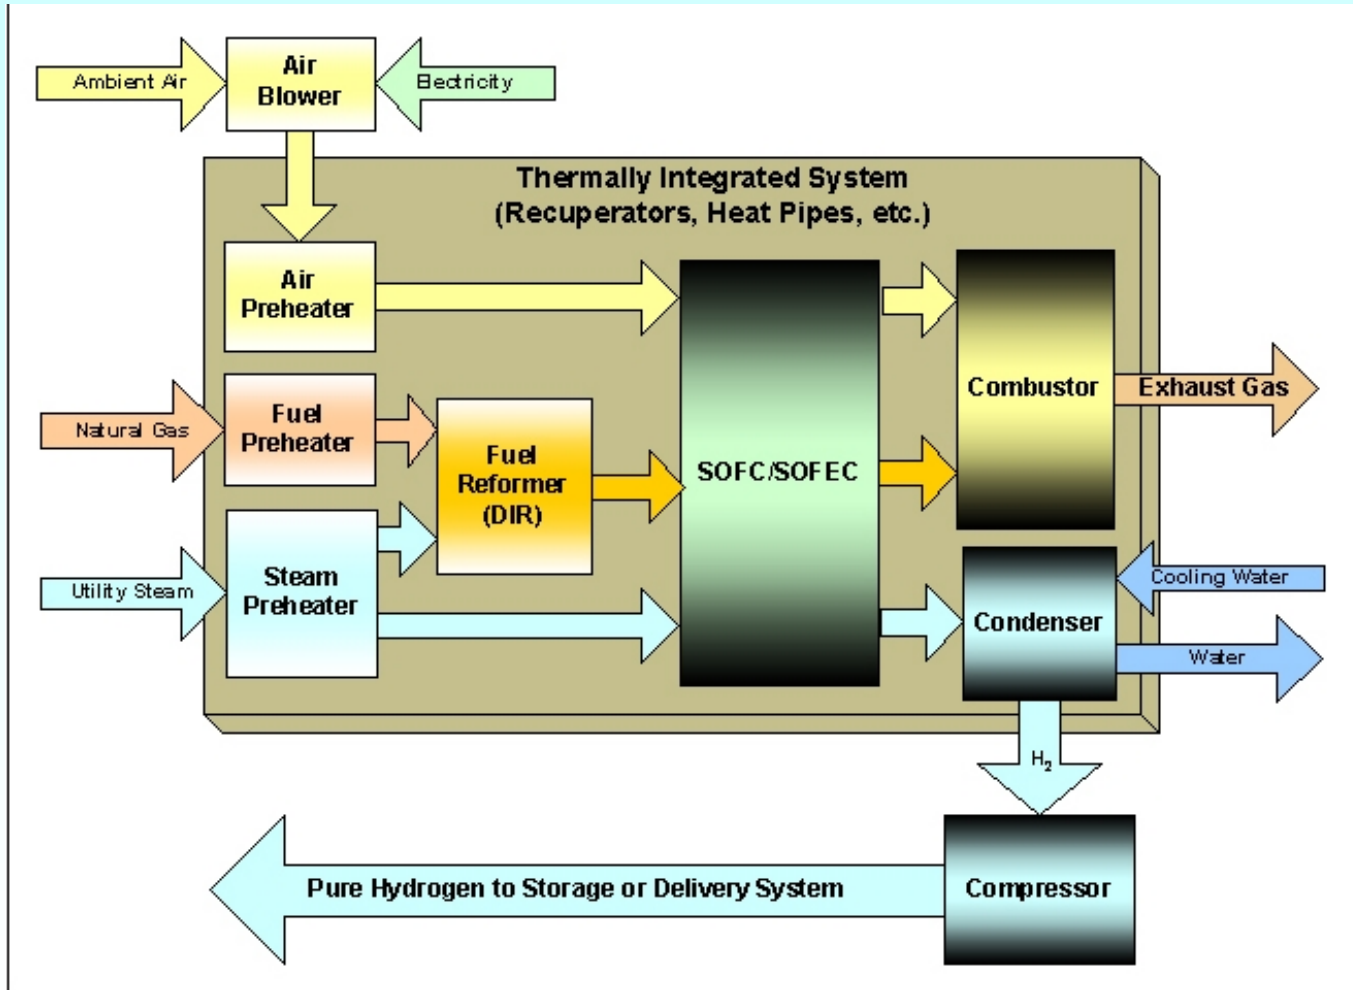 Ambient Air
Air
Blower
Electricity
Thermally Integrated System
(Recuperators, Heat Pipes, etc.)
Air
Preheater
Natural Gas
Fuel
Preheater
Fuel
Reformer
(DIR)
SOFC/SOFEC
Combustor
Exhaust Gas
Utility Steam
Steam
Preheater
Condenser
Cooling Water
Water
H2
Pure Hydrogen to Storage or Delivery System
Compressor